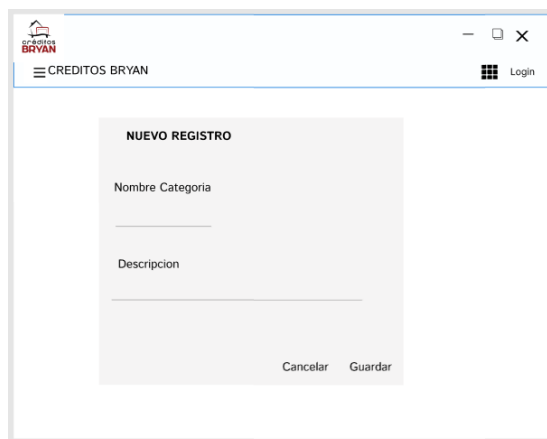 créditos
BRYAN
CREDITOS BRYAN
Login
NUEVO REGISTRO
Nombre Categoria
Descripcion
Cancelar Guardar